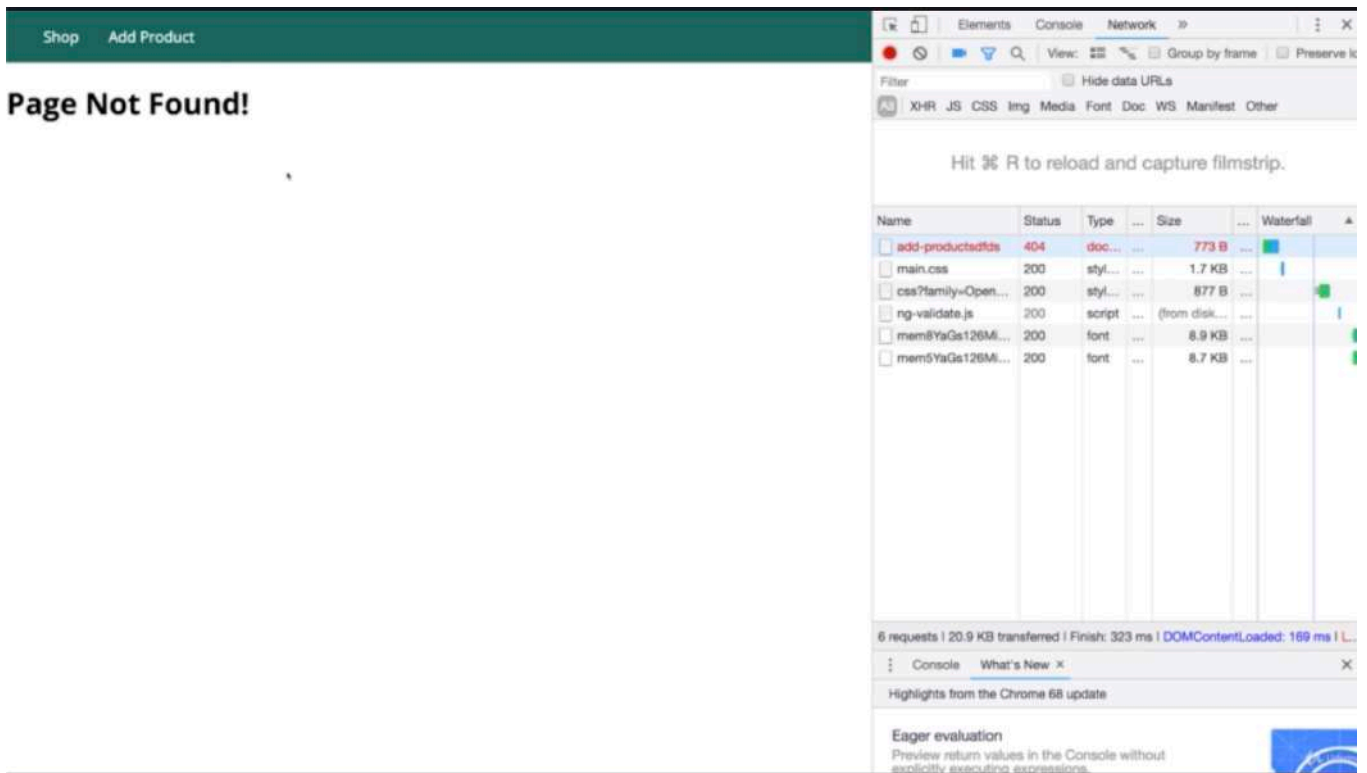 Shop Add Product
Page Not Found!
Elements Console Network »
View: Group by frame Preserve lo
Filter Hide data URLs
All XHR JS CSS Img Media Font Doc WS Manifest Other
Hit ⌘ R to reload and capture filmstrip.
Name Status Type ... Size ... Waterfall
add-productsdfds 404 doc... ... 773 B ...
main.css 200 styl... ... 1.7 KB ...
css?family=Open... 200 styl... ... 877 B ...
ng-validate.js 200 script ... (from disk... ...
mem8YaGs126Mi... 200 font ... 8.9 KB ...
mem5YaGs126Mi... 200 font ... 8.7 KB ...
6 requests | 20.9 KB transferred | Finish: 323 ms | DOMContentLoaded: 169 ms | L...
Console What's New ×
Highlights from the Chrome 68 update
Eager evaluation
Preview return values in the Console without
explicitly executing expressions.